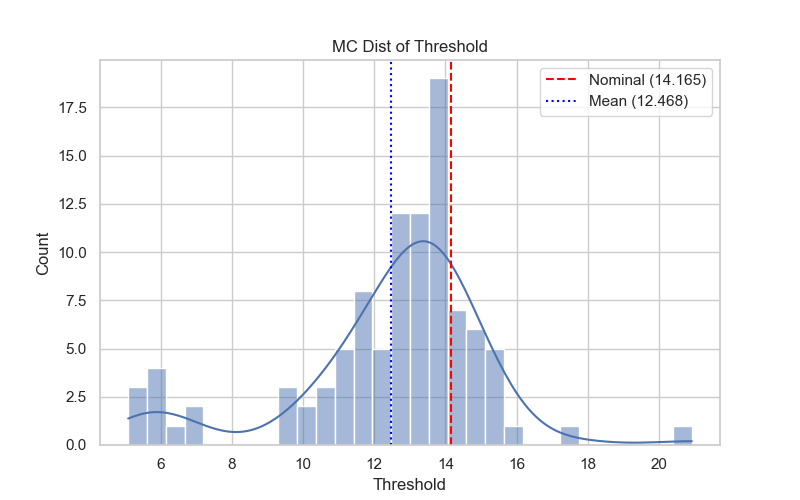 MC Dist of Threshold
Nominal (14.165)
Mean (12.468)
17.5
15.0
12.5
10.0
7.5
5.0
2.5
0.0
Count
6 8 10 12 14 16 18 20
Threshold